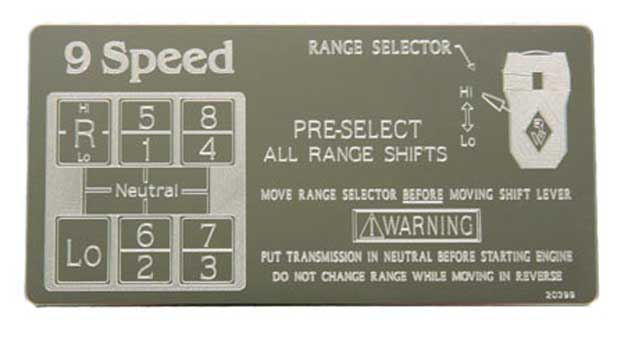 9 Speed
RANGE SELECTOR
HI
R
Lo
5
1
8
4
Neutral
Lo
6
2
7
3
HI
Lo
PRE-SELECT
ALL RANGE SHIFTS
MOVE RANGE SELECTOR BEFORE MOVING SHIFT LEVER
WARNING
PUT TRANSMISSION IN NEUTRAL BEFORE STARTING ENGINE
DO NOT CHANGE RANGE WHILE MOVING IN REVERSE
20399